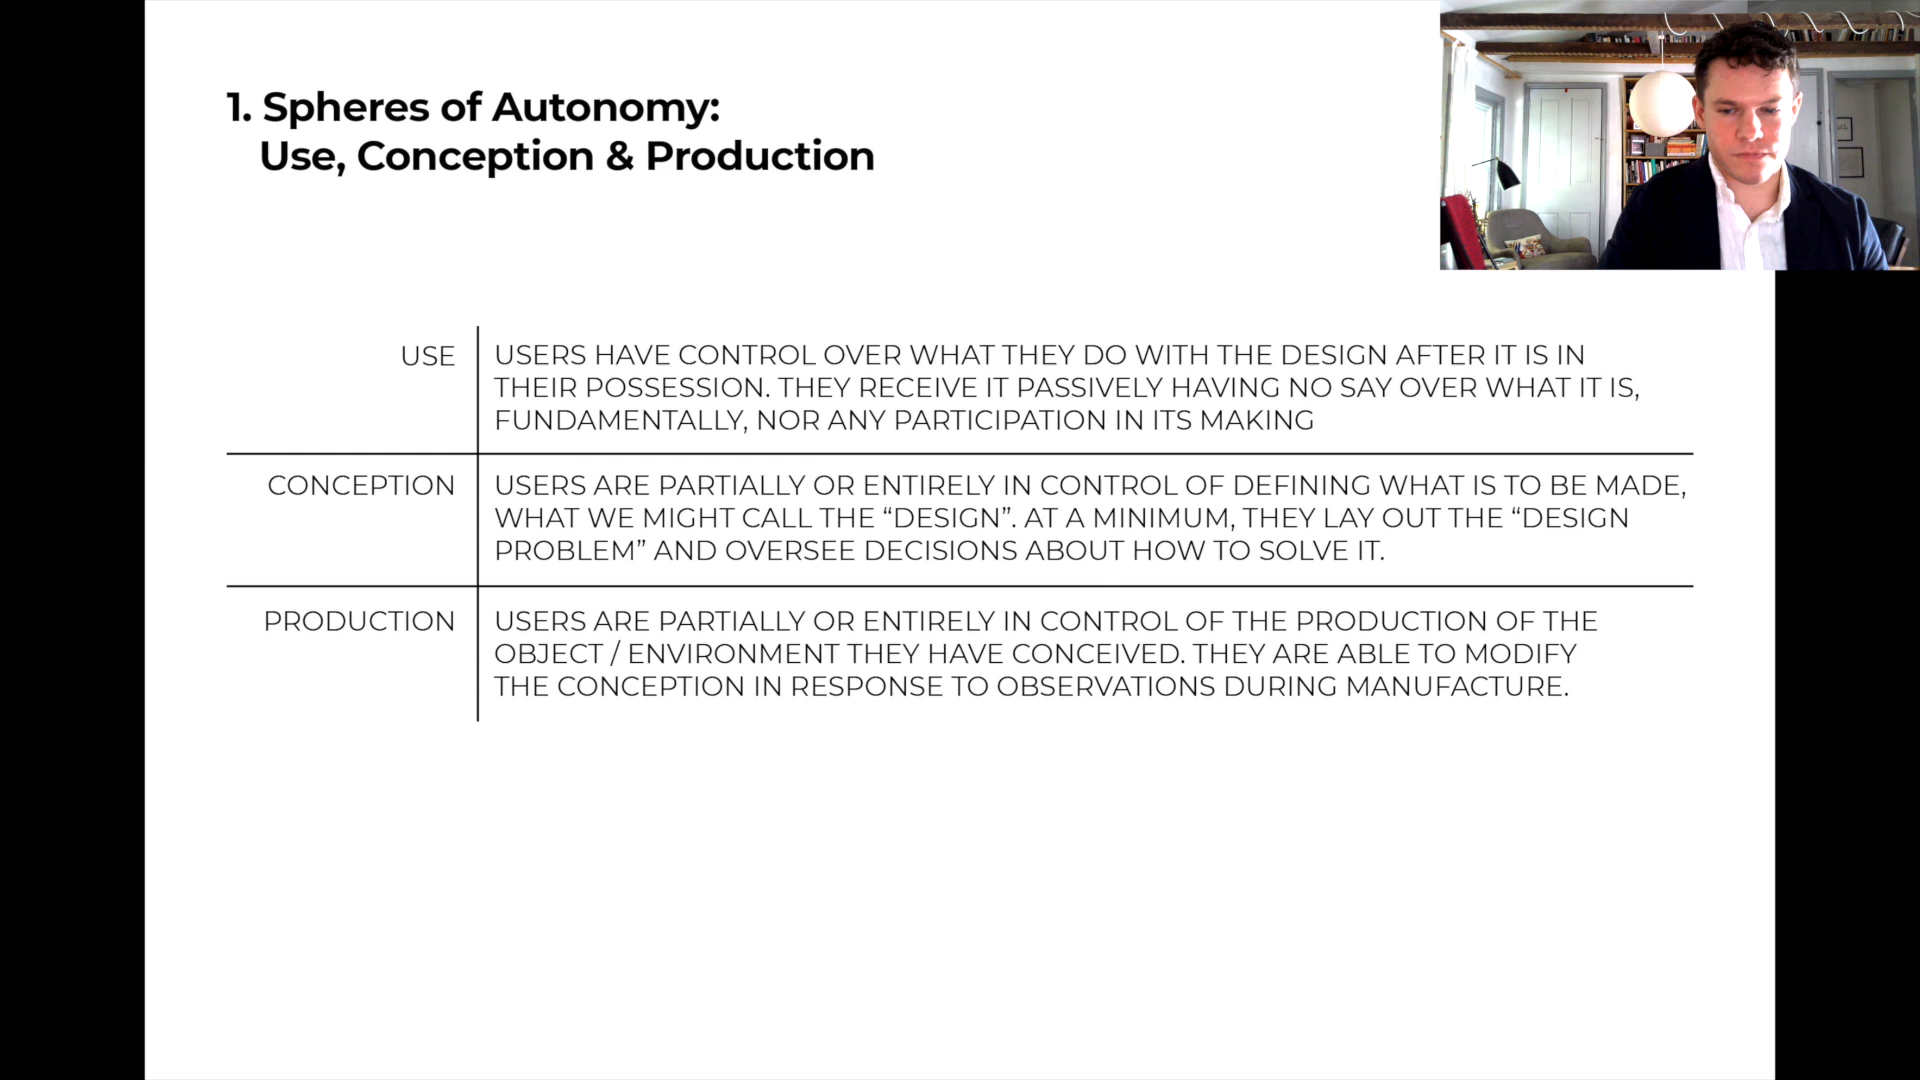 1. Spheres of Autonomy:
Use, Conception & Production
USE
USERS HAVE CONTROL OVER WHAT THEY DO WITH THE DESIGN AFTER IT IS IN
THEIR POSSESSION. THEY RECEIVE IT PASSIVELY HAVING NO SAY OVER WHAT IT IS,
FUNDAMENTALLY, NOR ANY PARTICIPATION IN ITS MAKING
CONCEPTION
USERS ARE PARTIALLY OR ENTIRELY IN CONTROL OF DEFINING WHAT IS TO BE MADE,
WHAT WE MIGHT CALL THE “DESIGN”. AT A MINIMUM, THEY LAY OUT THE “DESIGN
PROBLEM” AND OVERSEE DECISIONS ABOUT HOW TO SOLVE IT.
PRODUCTION
USERS ARE PARTIALLY OR ENTIRELY IN CONTROL OF THE PRODUCTION OF THE
OBJECT / ENVIRONMENT THEY HAVE CONCEIVED. THEY ARE ABLE TO MODIFY
THE CONCEPTION IN RESPONSE TO OBSERVATIONS DURING MANUFACTURE.